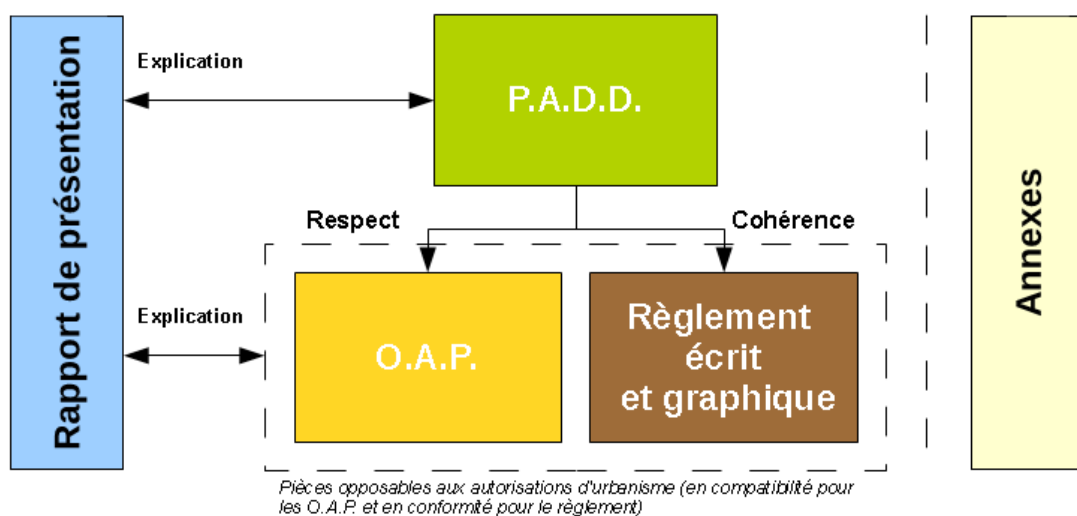 Rapport de présentation
Explication
P.A.D.D.
Respect
Cohérence
Explication
O.A.P.
Règlement
écrit
et graphique
Pièces opposables aux autorisations d'urbanisme (en compatibilité pour
les O.A.P. et en conformité pour le règlement)
Annexes